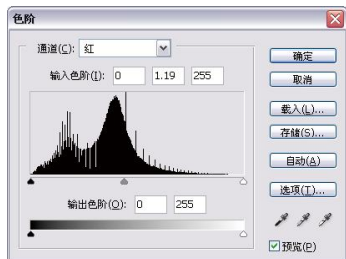 色阶
通道(C): 红
输入色阶(I): 0 1.19 255
输出色阶(O): 0 255
确定
取消
载入(L)...
存储(S)...
自动(A)
选项(T)...
预览(P)